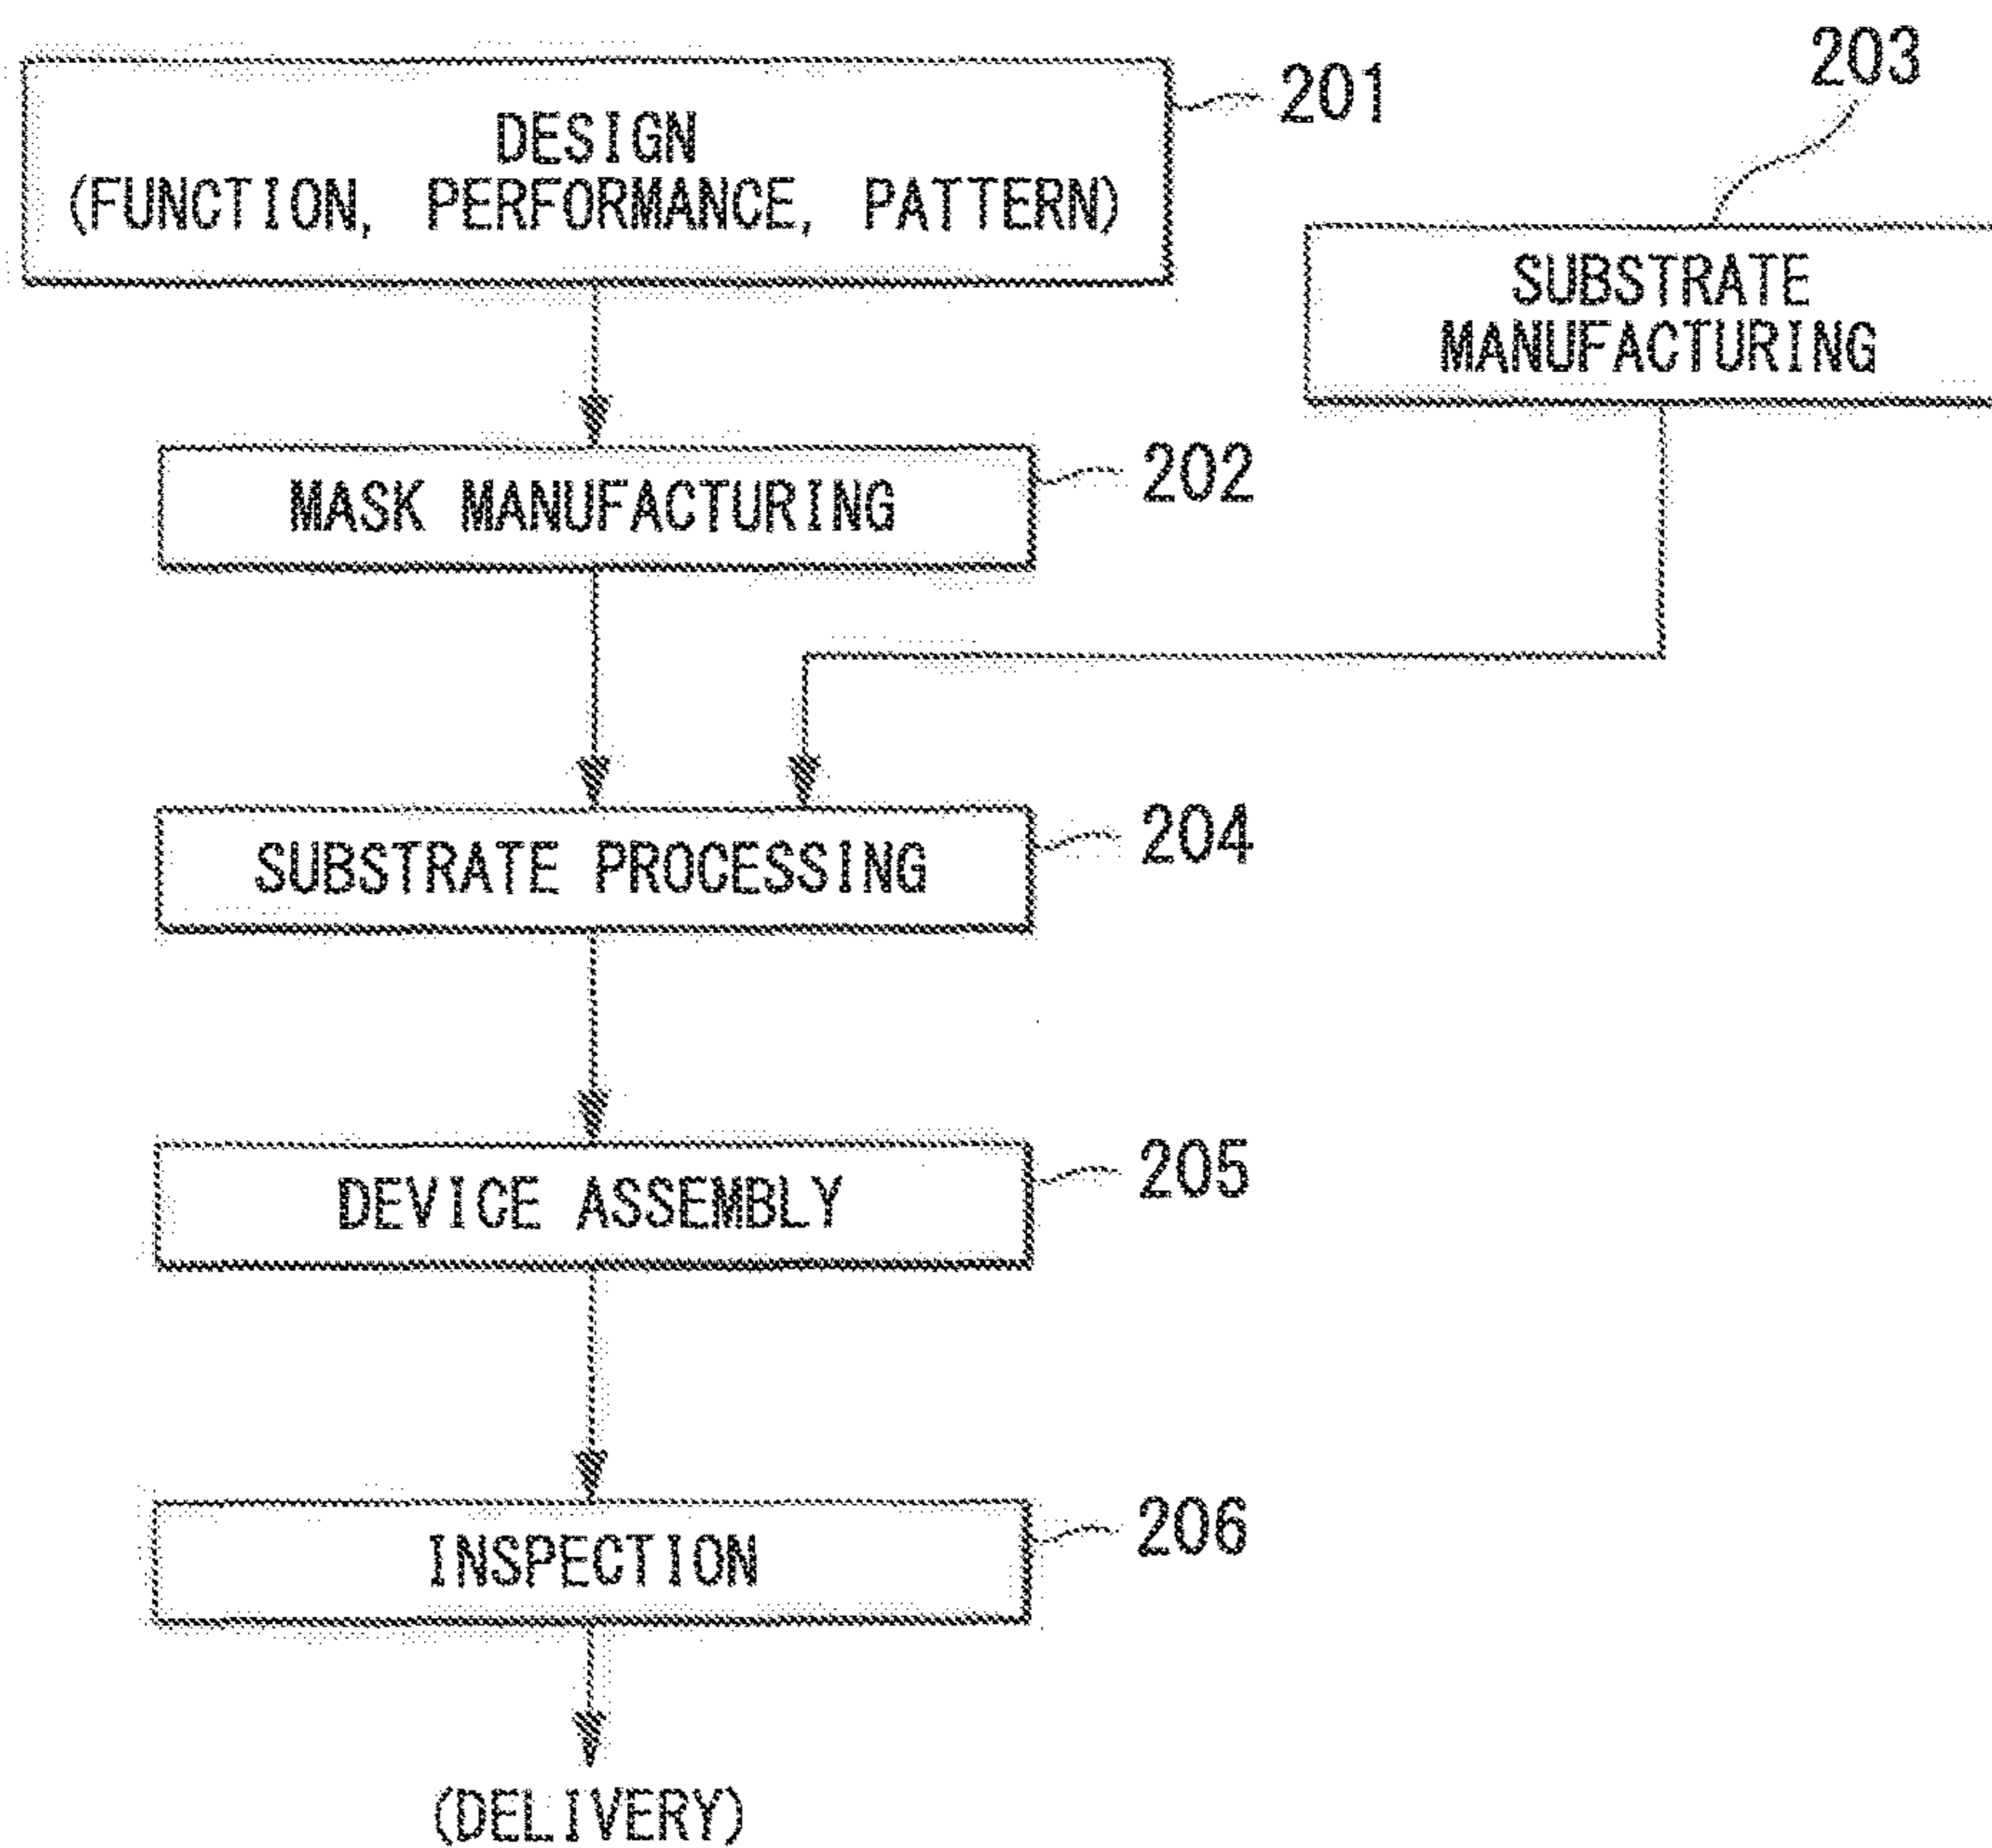 201
DESIGN
(FUNCTION, PERFORMANCE, PATTERN)
203
SUBSTRATE
MANUFACTURING
MASK MANUFACTURING
202
SUBSTRATE PROCESSING
204
DEVICE ASSEMBLY
205
INSPECTION
206
(DELIVERY)